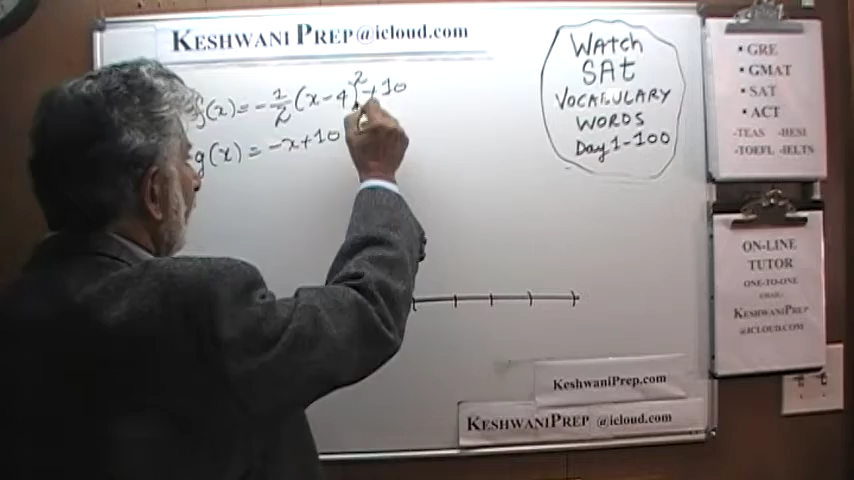 KESHWANI PREP@icloud.com
f(x) = -1/2 (x-4)^2 + 10
g(x) = -x+10
WATCH
SAT
VOCABULARY
WORDS
Day 1-100
• GRE
• GMAT
• SAT
• ACT
-TEAS -HESI
-TOEFL -IELTS
ON-LINE
TUTOR
ONE-TO-ONE
EMAIL:
KESHWANIPREP
@ICLOUD.COM
KESHWANIPREP.COM
KESHWANIPREP @icloud.com